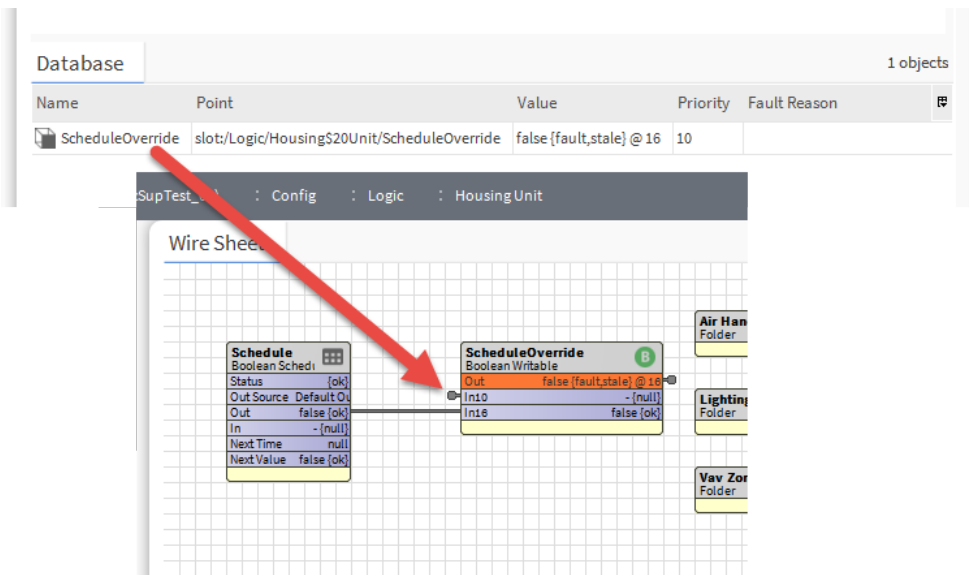 Database
1 objects
Name Point Value Priority Fault Reason
ScheduleOverride slot:/Logic/Housing$20Unit/ScheduleOverride false {fault,stale} @ 16 10
: Config : Logic : Housing Unit
Wire Sheet
Schedule
Boolean Schedu
Status {ok}
Out Source Default Ou
Out false {ok}
In - {null}
Next Time null
Next Value false {ok}
ScheduleOverride
Boolean Writable
B
Out false {fault,stale} @ 16
In10 - {null}
In16 false {ok}
Air Han
Folder
Lighting
Folder
Vav Zon
Folder